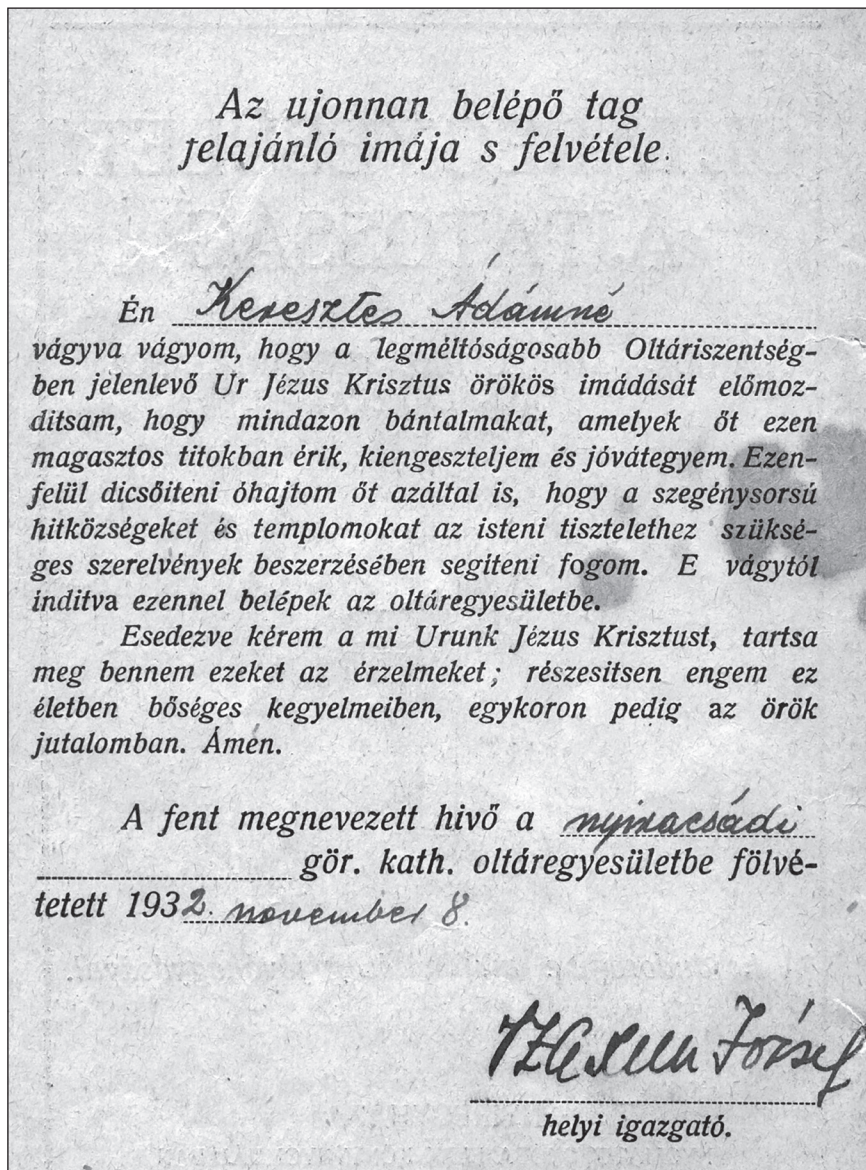 Az ujonnan belépő tag
felajánló imája s felvétele.
Én Keresztes Ádámné
vágyva vágyom, hogy a legméltóságosabb Oltáriszentség-
ben jelenlevő Ur Jézus Krisztus örökös imádását előmoz-
ditsam, hogy mindazon bántalmakat, amelyek őt ezen
magasztos titokban érik, kiengeszteljem és jóvátegyem. Ezen-
felül dicsőiteni óhajtom őt azáltal is, hogy a szegénysorsú
hitközségeket és templomokat az isteni tisztelethez szüksé-
ges szerelvények beszerzésében segiteni fogom. E vágytól
inditva ezennel belépek az oltáregyesületbe.
Esedezve kérem a mi Urunk Jézus Krisztust, tartsa
meg bennem ezeket az érzelmeket; részesitsen engem ez
életben bőséges kegyelmeiben, egykoron pedig az örök
jutalomban. Ámen.
A fent megnevezett hivő a nyiracsádi
gör. kath. oltáregyesületbe fölvé-
tetett 1932. november 8.
József
helyi igazgató.